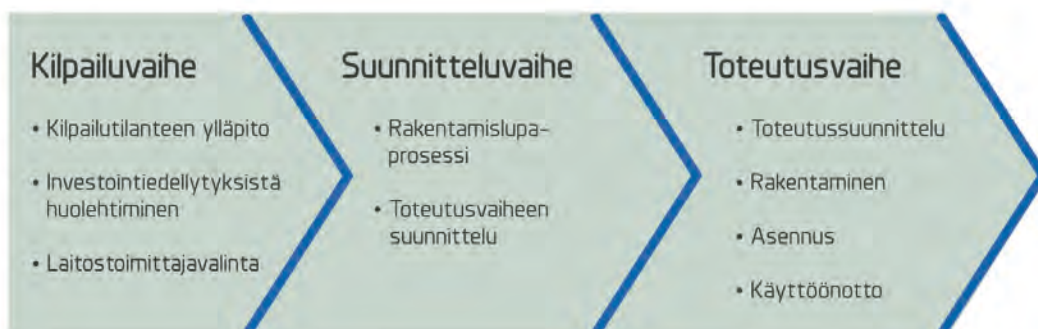 Kilpailuvaihe
• Kilpailutilanteen ylläpito
• Investointiedellytyksistä
huolehtiminen
• Laitostoimittajavalinta
Suunnitteluvaihe
• Rakentamislupa-
prosessi
• Toteutusvaiheen
suunnittelu
Toteutusvaihe
• Toteutussuunnittelu
• Rakentaminen
• Asennus
• Käyttöönotto